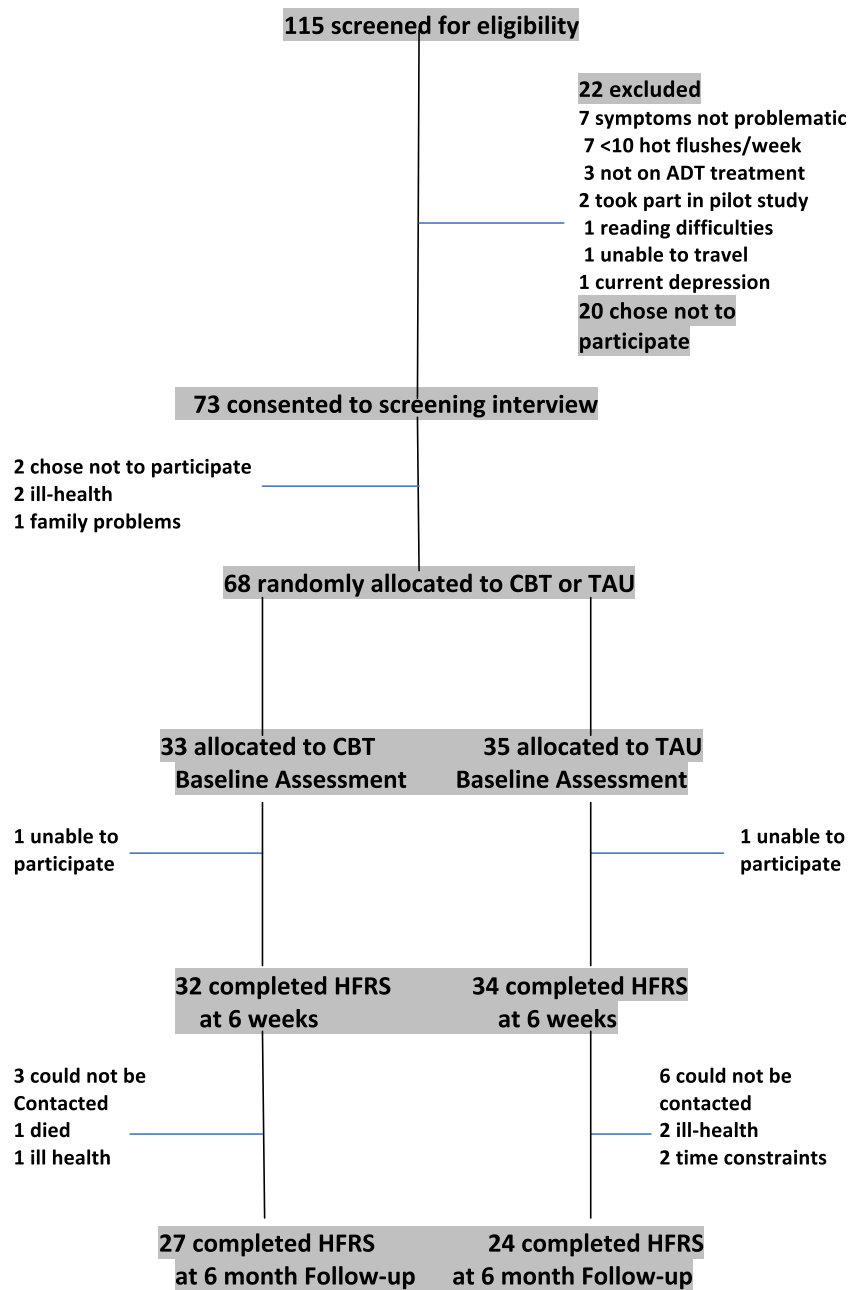 115 screened for eligibility
22 excluded
7 symptoms not problematic
7 <10 hot flushes/week
3 not on ADT treatment
2 took part in pilot study
1 reading difficulties
1 unable to travel
1 current depression
20 chose not to
participate
73 consented to screening interview
2 chose not to participate
2 ill-health
1 family problems
68 randomly allocated to CBT or TAU
33 allocated to CBT
Baseline Assessment
35 allocated to TAU
Baseline Assessment
1 unable to
participate
1 unable to
participate
32 completed HFRS
at 6 weeks
34 completed HFRS
at 6 weeks
3 could not be
Contacted
1 died
1 ill health
6 could not be
contacted
2 ill-health
2 time constraints
27 completed HFRS
at 6 month Follow-up
24 completed HFRS
at 6 month Follow-up